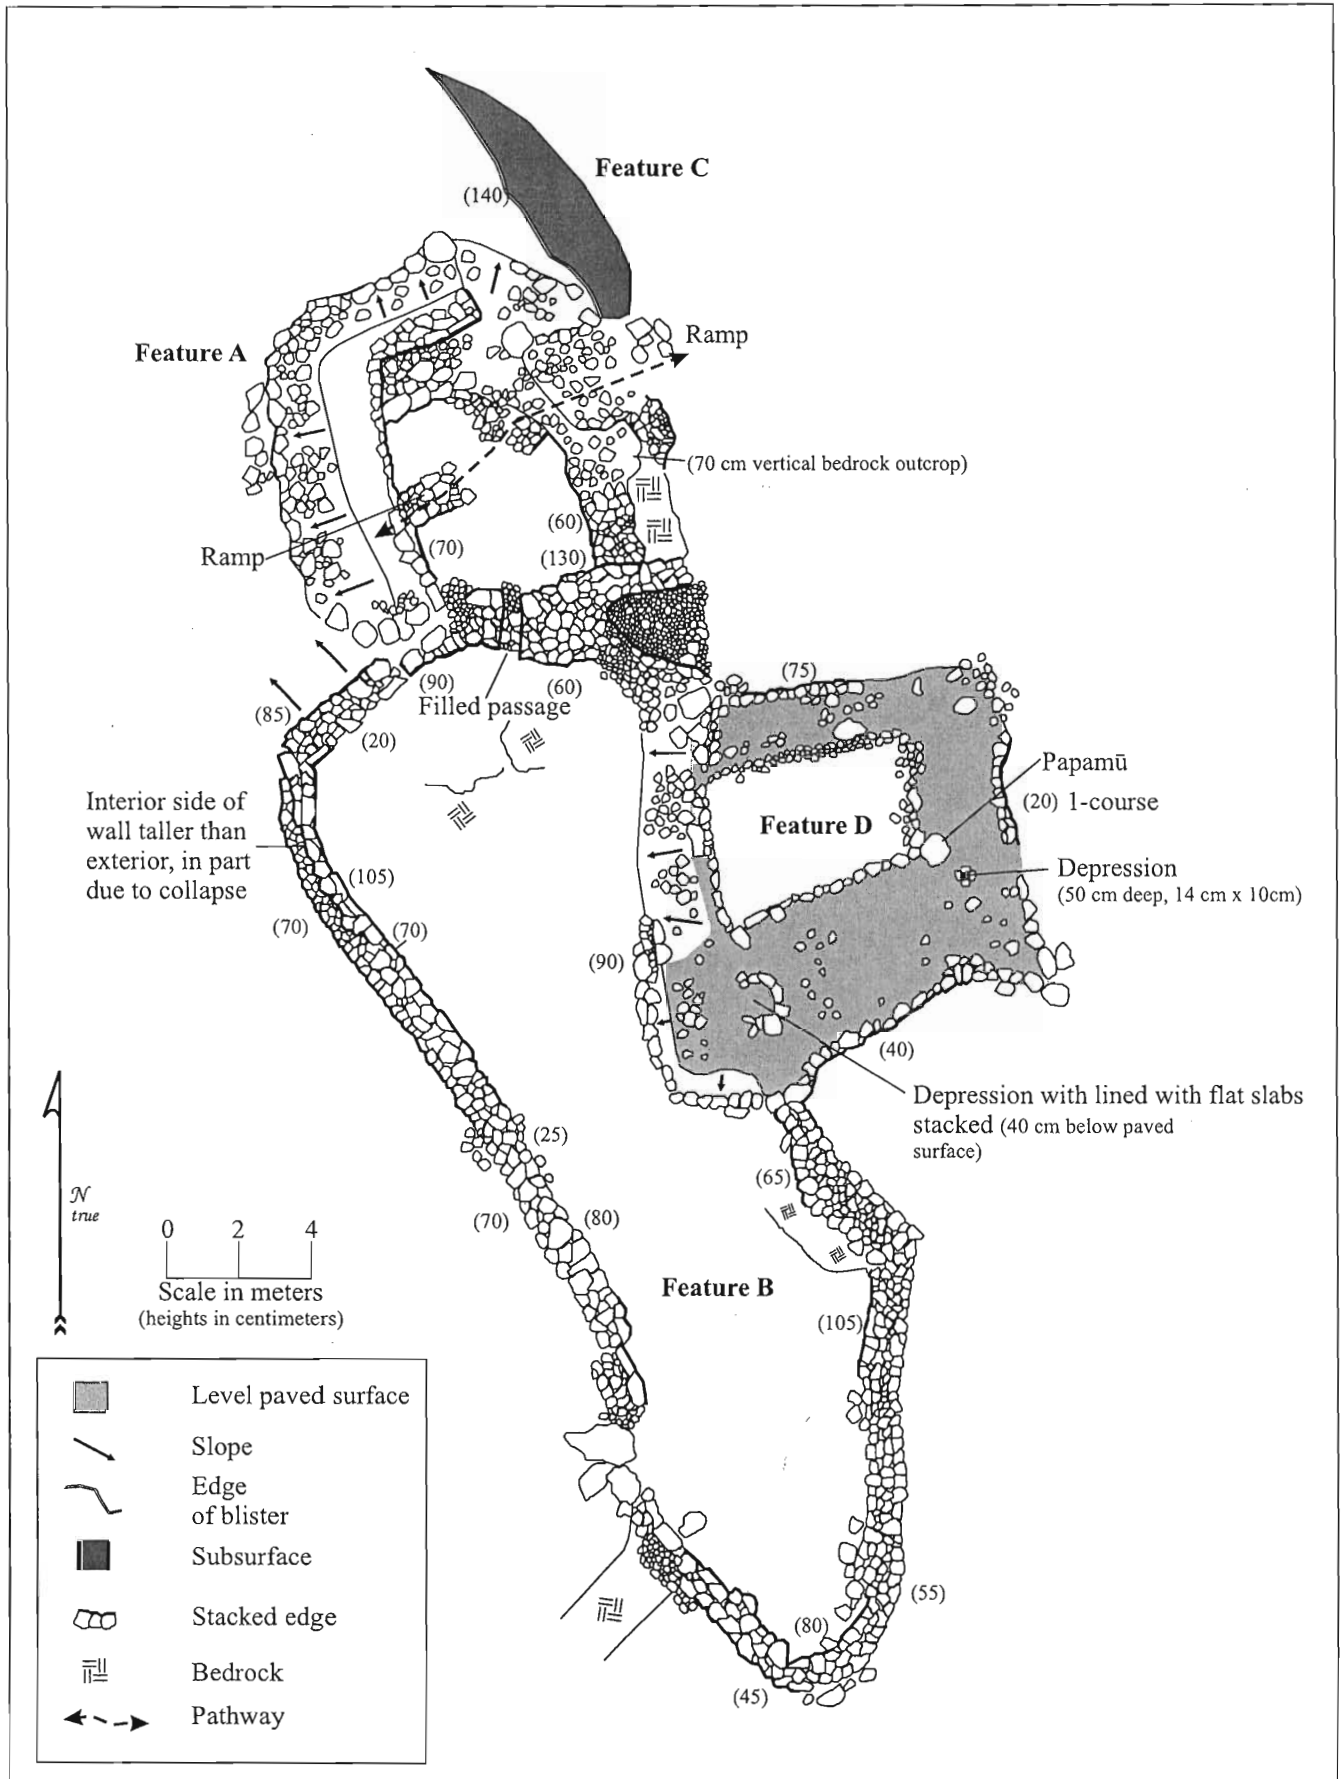 Feature C
(140)
Ramp
Feature A
(70 cm vertical bedrock outcrop)
(60)
(70)
(130)
Ramp
(90)
(60)
Filled passage
(75)
(85)
(20)
Papamū
(20) 1-course
Interior side of
wall taller than
exterior, in part
due to collapse
Feature D
Depression
(50 cm deep, 14 cm x 10cm)
(105)
(70)
(70)
(90)
(40)
Depression with lined with flat slabs
stacked (40 cm below paved
surface)
(25)
(65)
(70)
(80)
N
true
0 2 4
Scale in meters
(heights in centimeters)
Feature B
(105)
Level paved surface
Slope
Edge
of blister
Subsurface
Stacked edge
Bedrock
Pathway
(55)
(80)
(45)